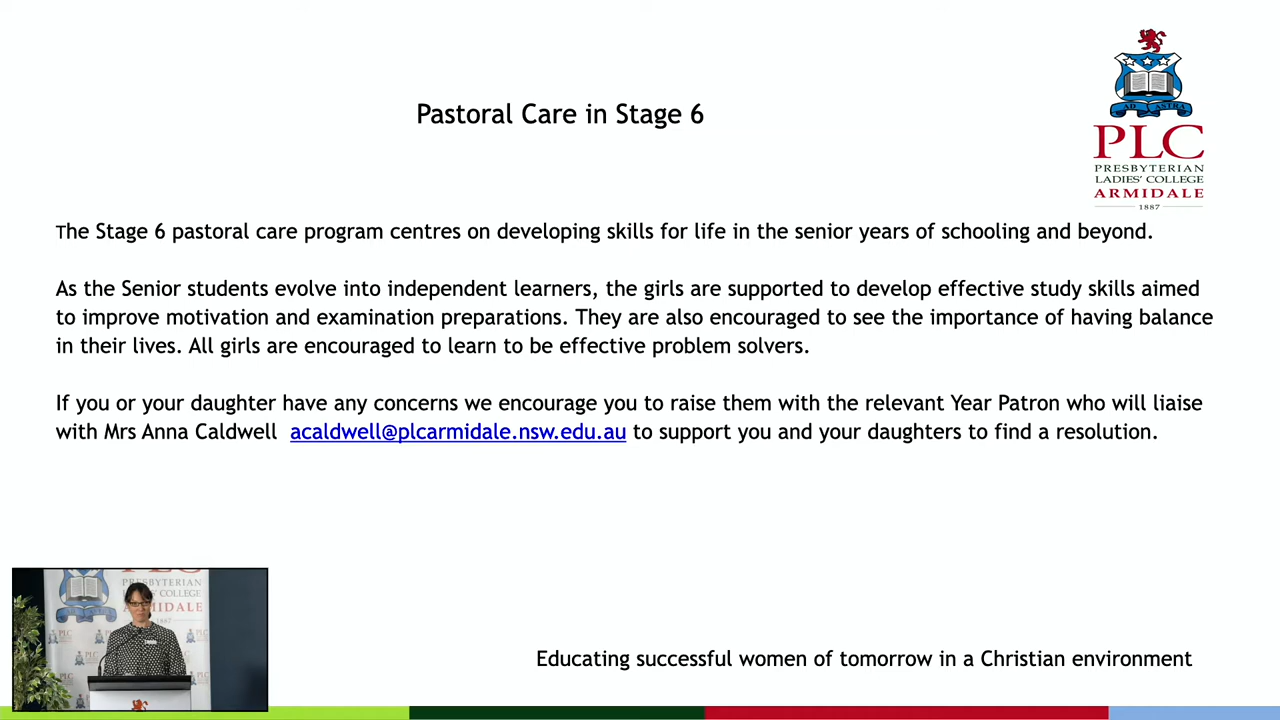 Pastoral Care in Stage 6
AD ASTRA
PLC
PRESBYTERIAN
LADIES' COLLEGE
ARMIDALE
1887
The Stage 6 pastoral care program centres on developing skills for life in the senior years of schooling and beyond.
As the Senior students evolve into independent learners, the girls are supported to develop effective study skills aimed
to improve motivation and examination preparations. They are also encouraged to see the importance of having balance
in their lives. All girls are encouraged to learn to be effective problem solvers.
If you or your daughter have any concerns we encourage you to raise them with the relevant Year Patron who will liaise
with Mrs Anna Caldwell acaldwell@plcarmidale.nsw.edu.au to support you and your daughters to find a resolution.
PRESBYTERIAN
COLLEGE
ARMIDALE
PLC
Educating successful women of tomorrow in a Christian environment